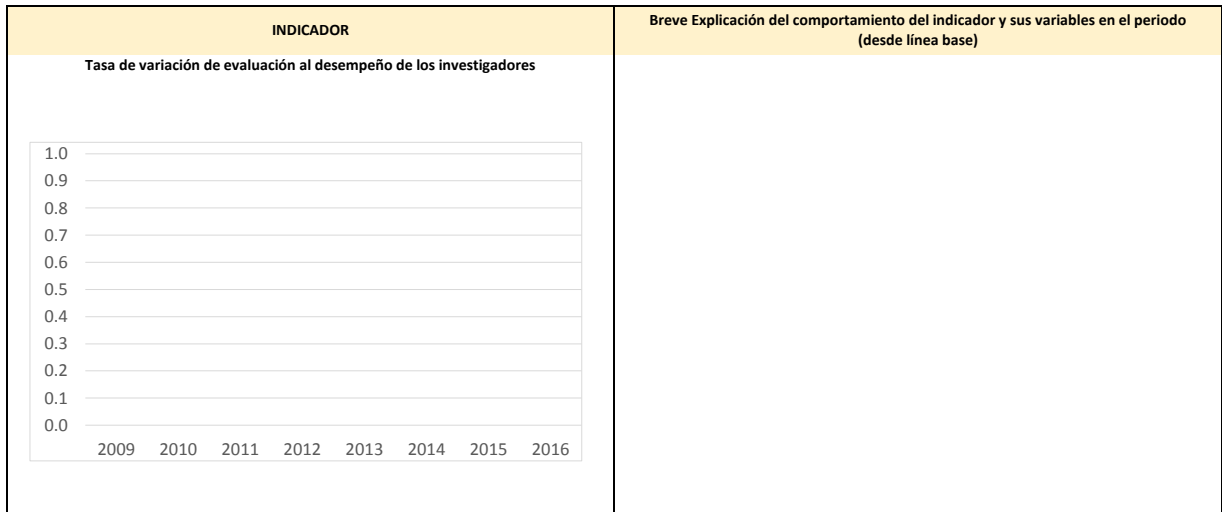 INDICADOR
Breve Explicación del comportamiento del indicador y sus variables en el periodo
(desde línea base)
Tasa de variación de evaluación al desempeño de los investigadores
1.0
0.9
0.8
0.7
0.6
0.5
0.4
0.3
0.2
0.1
0.0
2009 2010 2011 2012 2013 2014 2015 2016